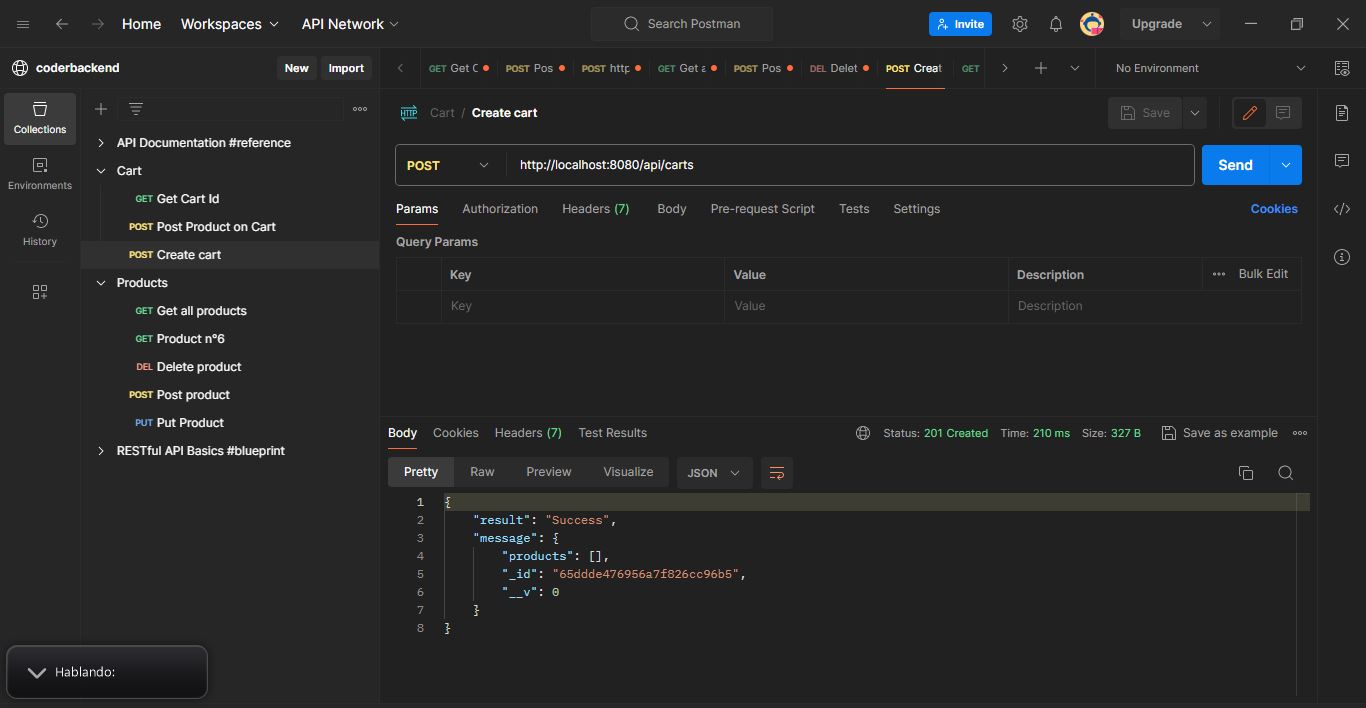 Home Workspaces API Network Search Postman Invite Upgrade
coderbackend New Import
GET Get C POST Pos POST http GET Get a POST Pos DEL Delet POST Creat GET No Environment
Collections
Environments
History
API Documentation #reference
Cart
GET Get Cart Id
POST Post Product on Cart
POST Create cart
Products
GET Get all products
GET Product n°6
DEL Delete product
POST Post product
PUT Put Product
RESTful API Basics #blueprint
HTTP Cart / Create cart Save
POST http://localhost:8080/api/carts Send
Params Authorization Headers (7) Body Pre-request Script Tests Settings Cookies
Query Params
Key Value Description Bulk Edit
Key Value Description
Body Cookies Headers (7) Test Results Status: 201 Created Time: 210 ms Size: 327 B Save as example
Pretty Raw Preview Visualize JSON
1 {
2 "result": "Success",
3 "message": {
4 "products": [],
5 "_id": "65ddde476956a7f826cc96b5",
6 "__v": 0
7 }
8 }
Hablando: